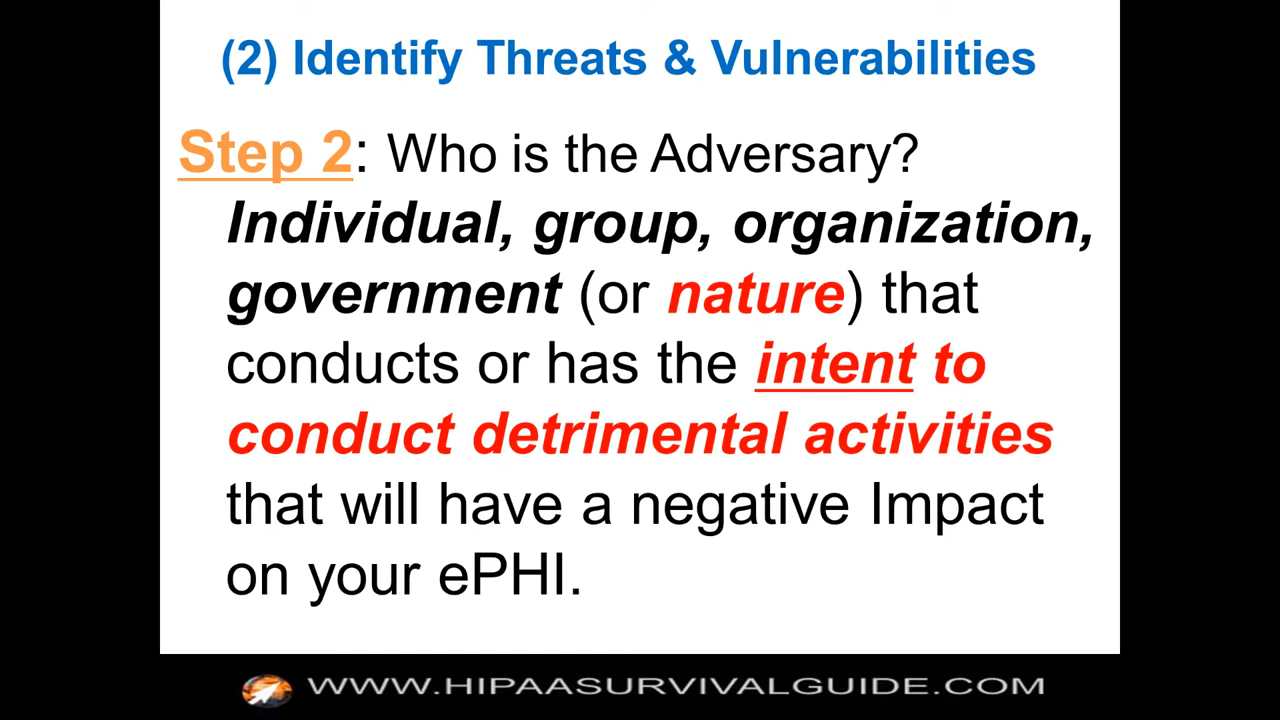 (2) Identify Threats & Vulnerabilities
Step 2: Who is the Adversary?
Individual, group, organization,
government (or nature) that
conducts or has the intent to
conduct detrimental activities
that will have a negative Impact
on your ePHI.
WWW.HIPAASURVIVALGUIDE.COM